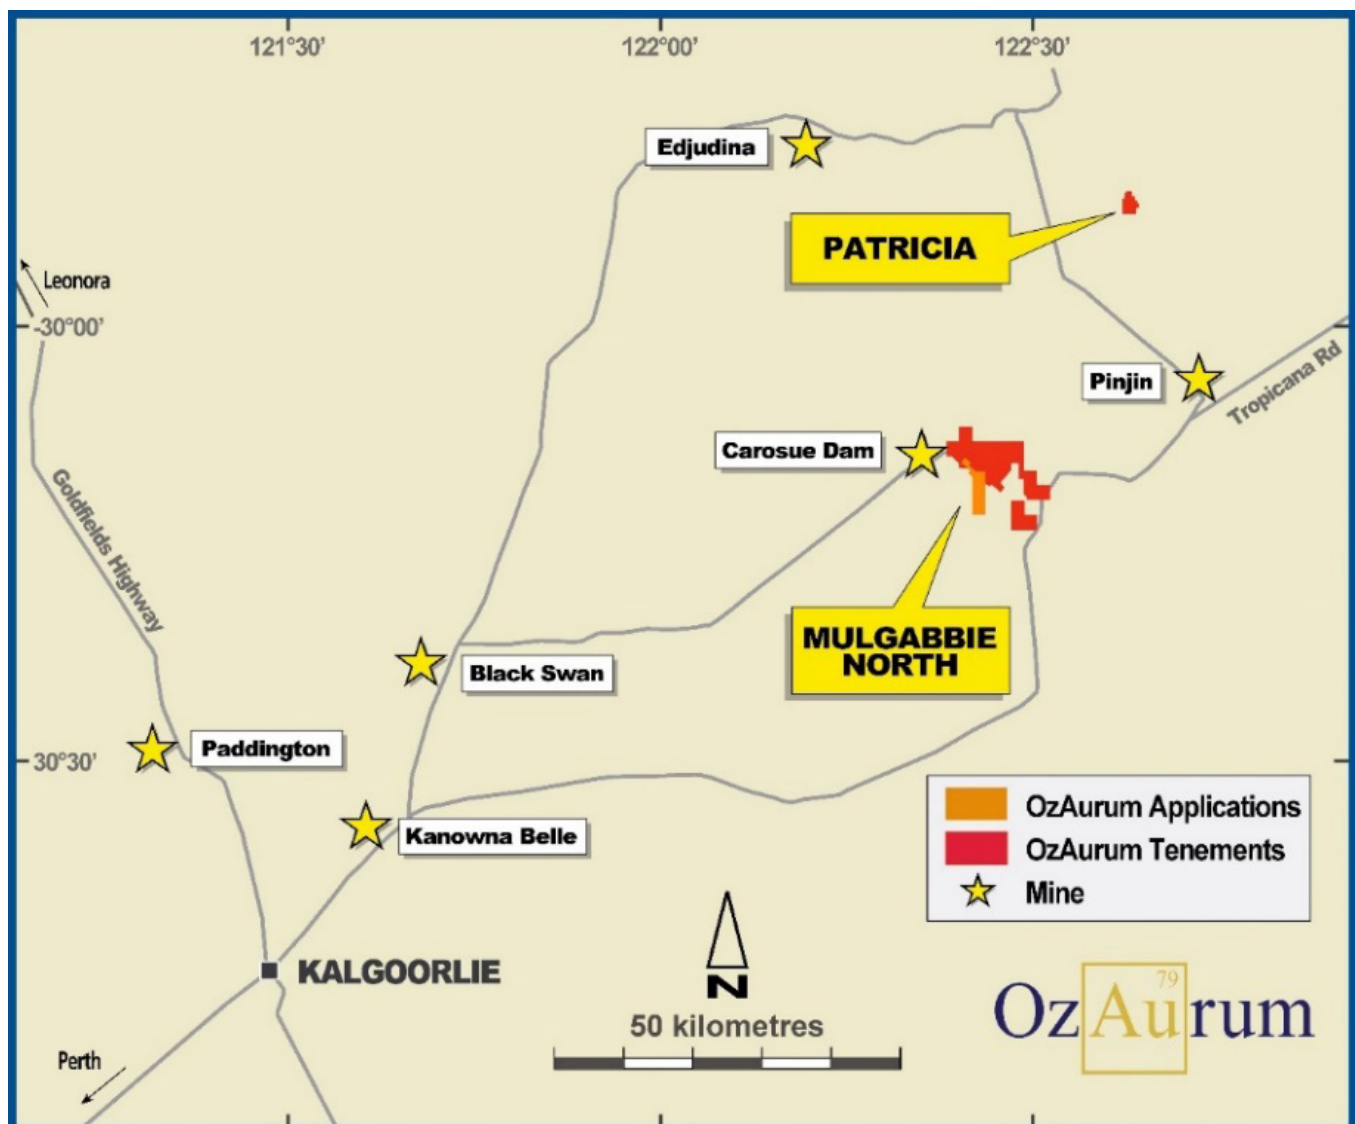 121°30’
122°00’
122°30’
Edjudina
PATRICIA
Leonora
-30°00’
Pinjin
Tropicana Rd
Carosue Dam
Goldfields Highway
MULGABBIE
NORTH
Black Swan
Paddington
30°30’
Kanowna Belle
OzAurum Applications
OzAurum Tenements
Mine
KALGOORLIE
N
50 kilometres
79
OzAurum
Perth